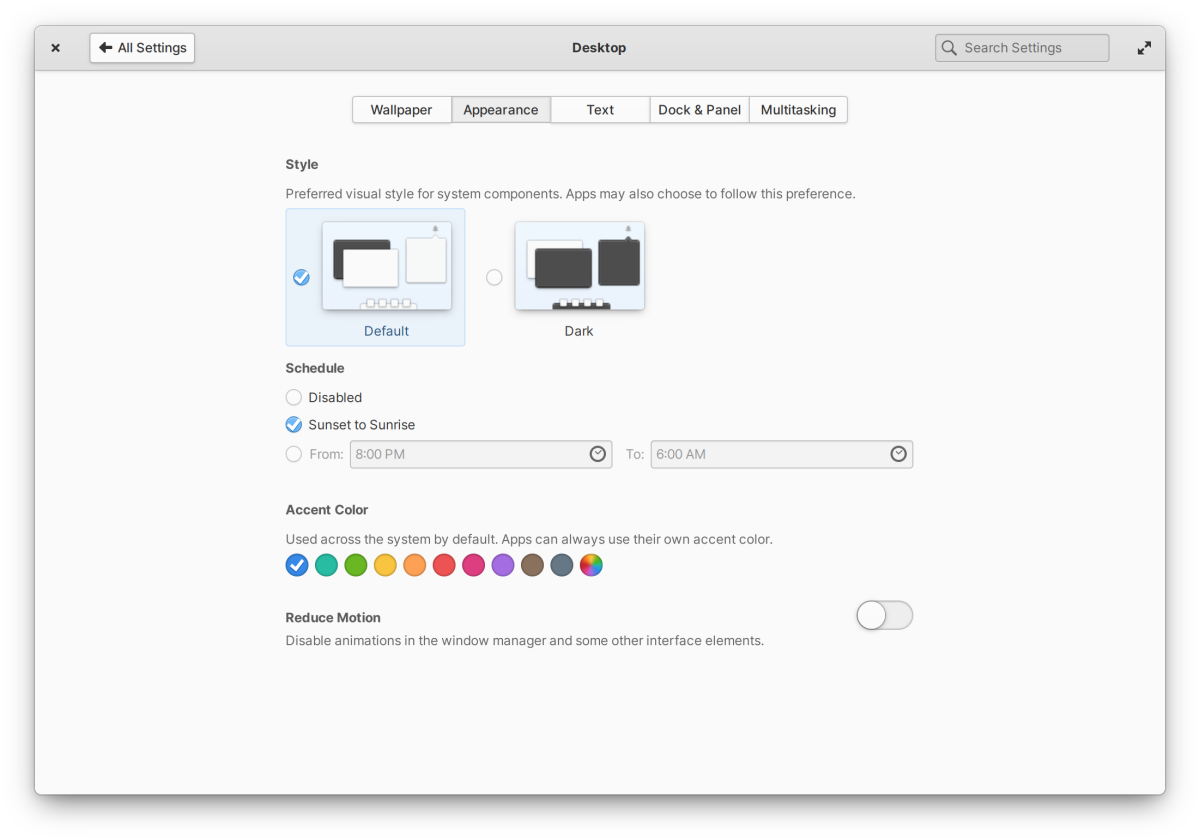 All Settings
Desktop
Search Settings
Wallpaper
Appearance
Text
Dock & Panel
Multitasking
Style
Preferred visual style for system components. Apps may also choose to follow this preference.
Default
Dark
Schedule
Disabled
Sunset to Sunrise
From: 8:00 PM To: 6:00 AM
Accent Color
Used across the system by default. Apps can always use their own accent color.
Reduce Motion
Disable animations in the window manager and some other interface elements.